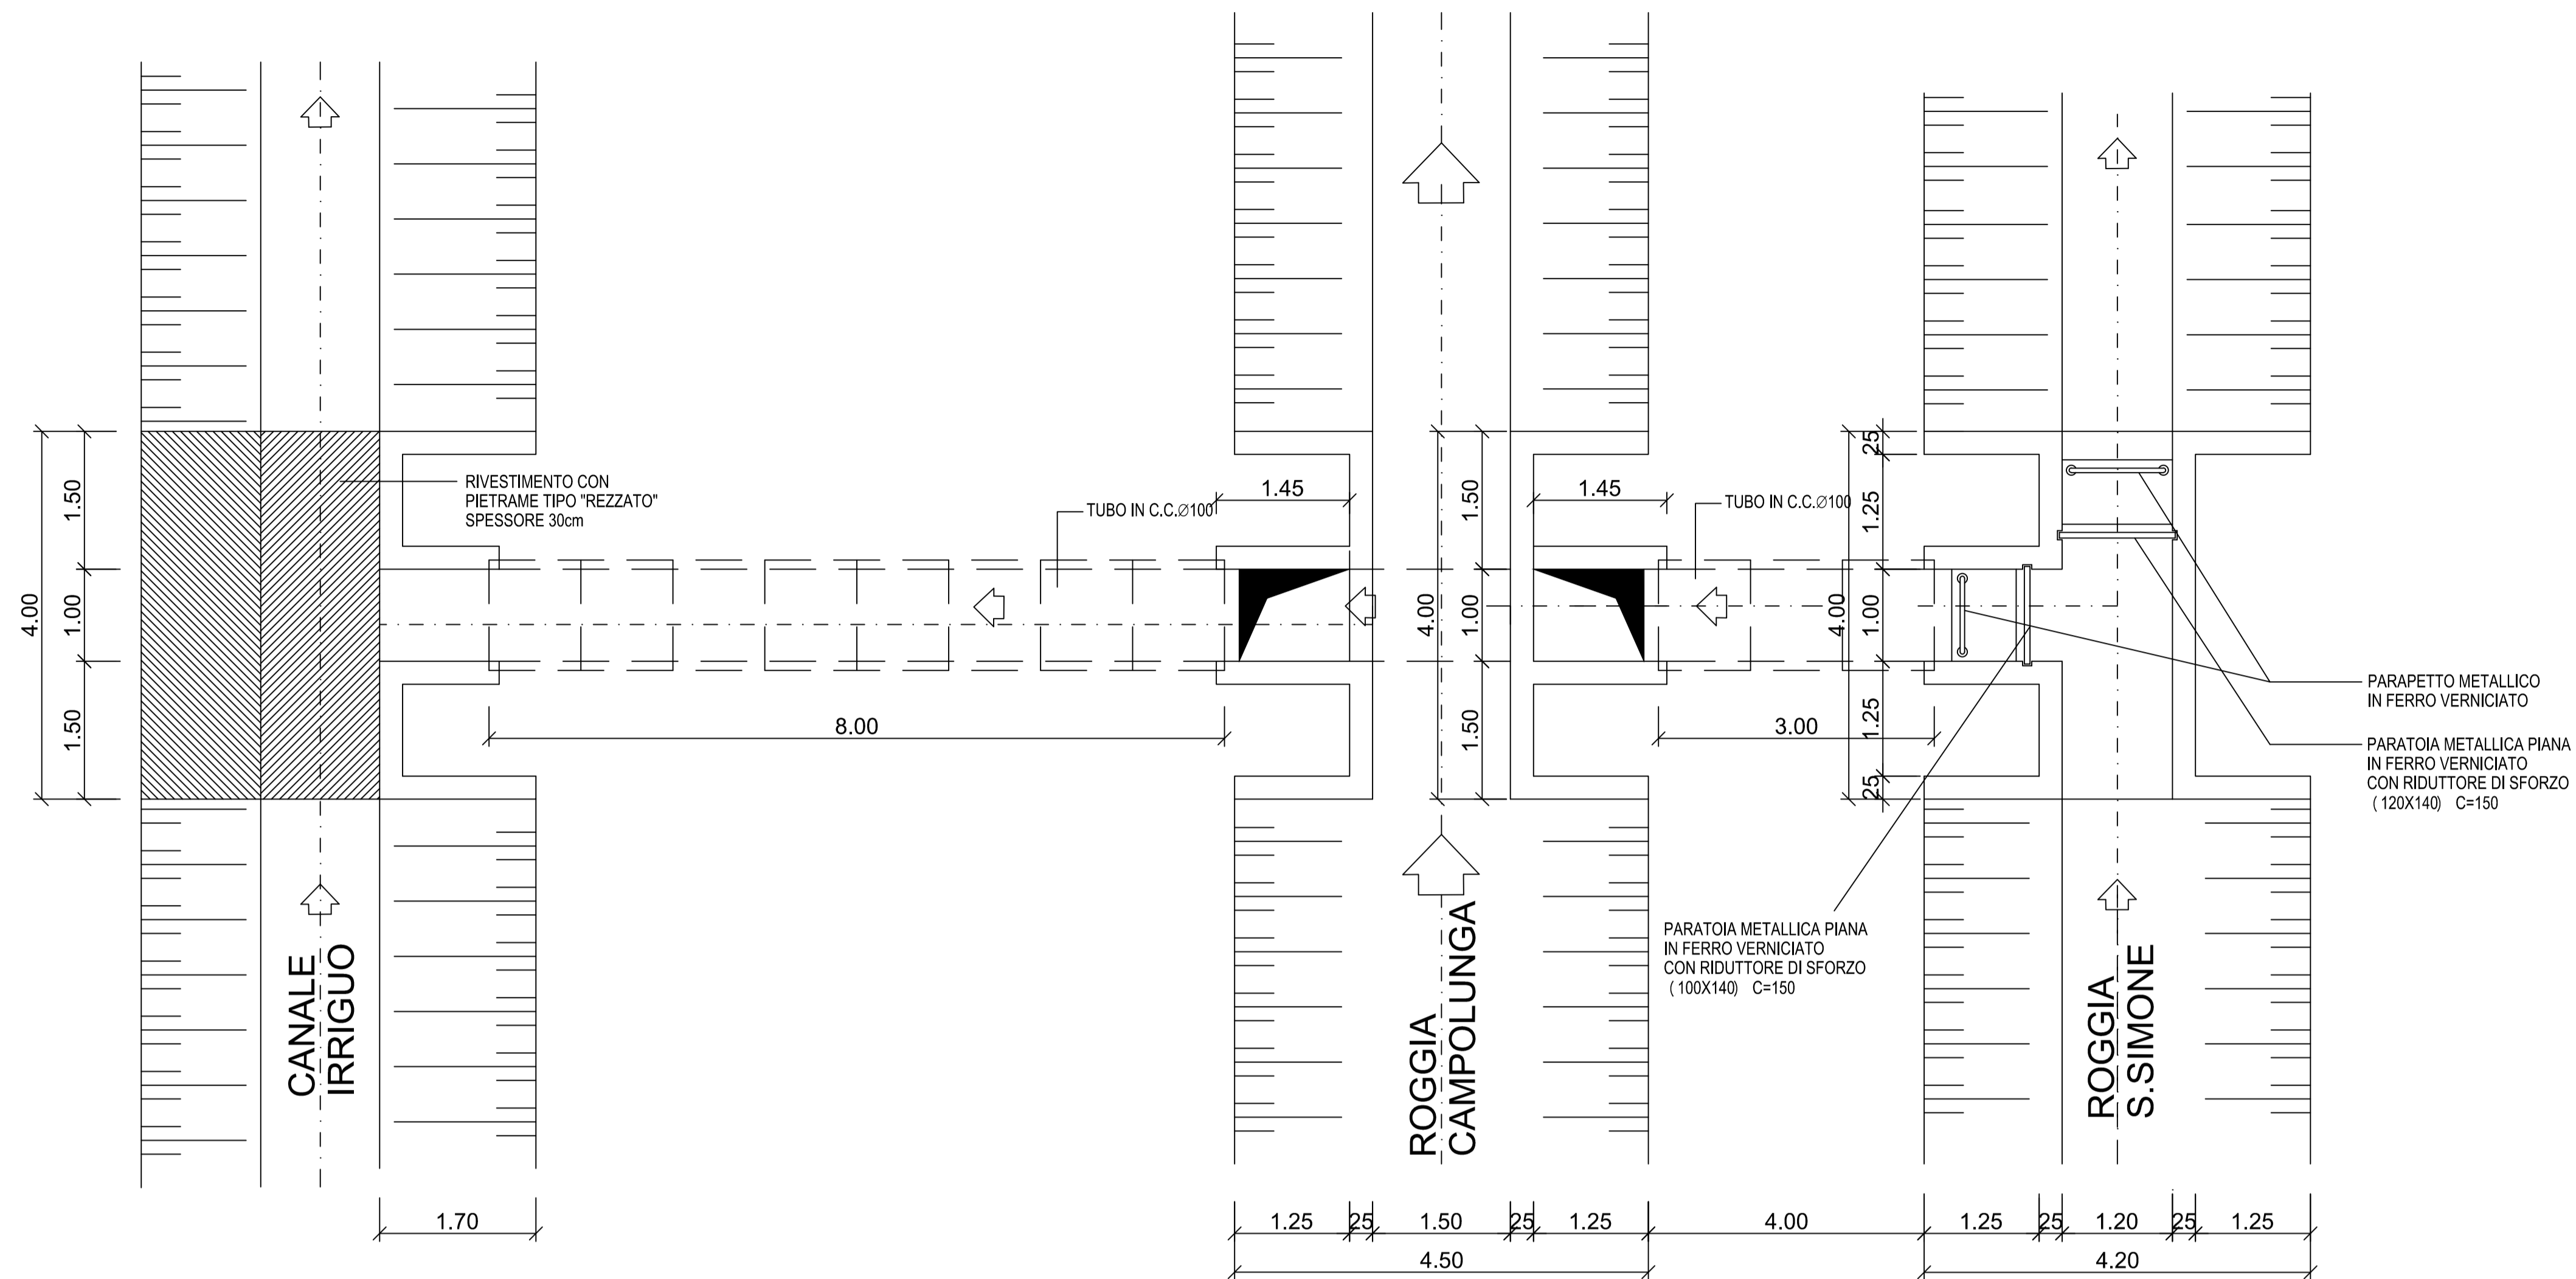 RIVESTIMENTO CON
PIETRAME TIPO "REZZATO"
SPESSORE 30cm
TUBO IN C.C.Ø100
1.45
1.45
TUBO IN C.C.Ø100
4.00
1.50
1.00
1.50
4.00
1.50
1.00
1.50
4.00
25
1.25
1.00
1.25
25
8.00
3.00
PARAPETTO METALLICO
IN FERRO VERNICIATO
PARATOIA METALLICA PIANA
IN FERRO VERNICIATO
CON RIDUTTORE DI SFORZO
(120X140) C=150
PARATOIA METALLICA PIANA
IN FERRO VERNICIATO
CON RIDUTTORE DI SFORZO
(100X140) C=150
CANALE
IRRIGUO
ROGGIA
CAMPOLUNGA
ROGGIA
S.SIMONE
1.70
1.25 25 1.50 25 1.25 4.00 1.25 25 1.20 25 1.25
4.50 4.20